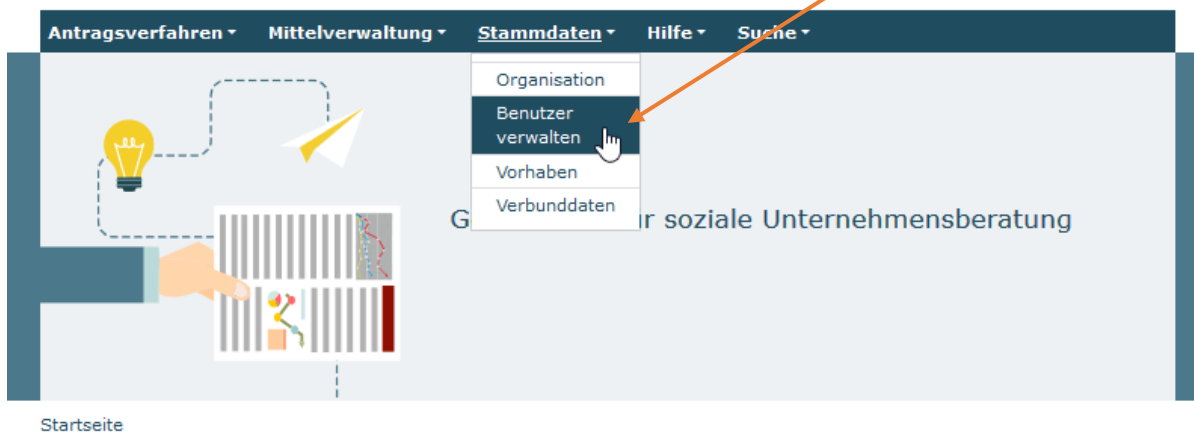 Antragsverfahren Mittelverwaltung Stammdaten Hilfe Suche
Organisation
Benutzer
verwalten
Vorhaben
Verbunddaten
soziale Unternehmensberatung
Startseite